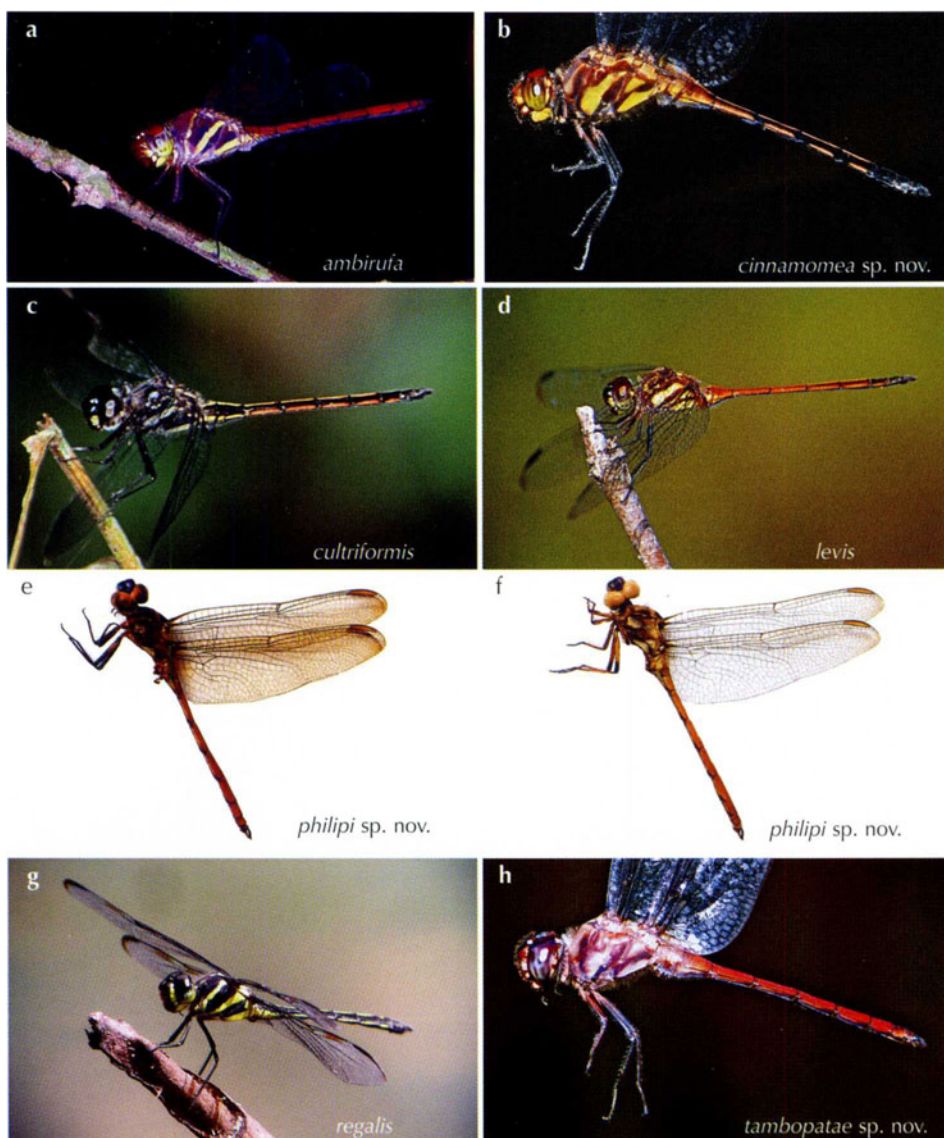 a
ambirufa
b
cinnamomea sp. nov.
c
cultriformis
d
levis
e
philipi sp. nov.
f
philipi sp. nov.
g
regalis
h
tambopatae sp. nov.